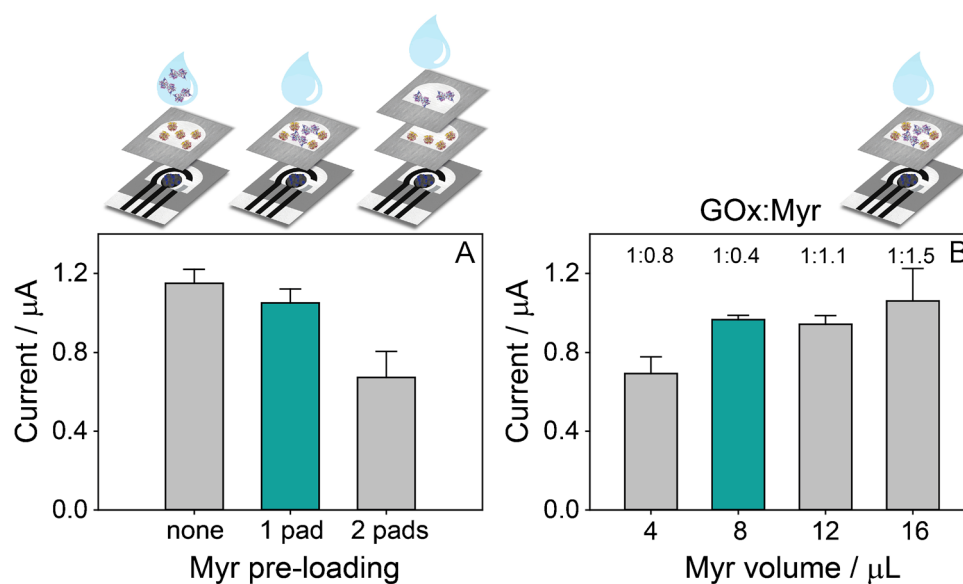 A
Current / μA
1.2
0.8
0.4
0.0
none 1 pad 2 pads
Myr pre-loading
GOx:Myr
B
1:0.8 1:0.4 1:1.1 1:1.5
Current / μA
1.2
0.8
0.4
0.0
4 8 12 16
Myr volume / μL